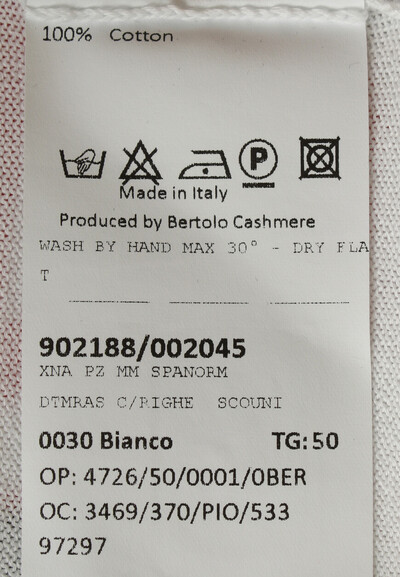 100% Cotton
P
Made in Italy
Produced by Bertolo Cashmere
WASH BY HAND MAX 30° - DRY FLA
T
902188/002045
XNA PZ MM SPANORM
DTMRAS C/RIGHE SCOUNI
0030 Bianco TG:50
OP: 4726/50/0001/0BER
OC: 3469/370/PIO/533
97297